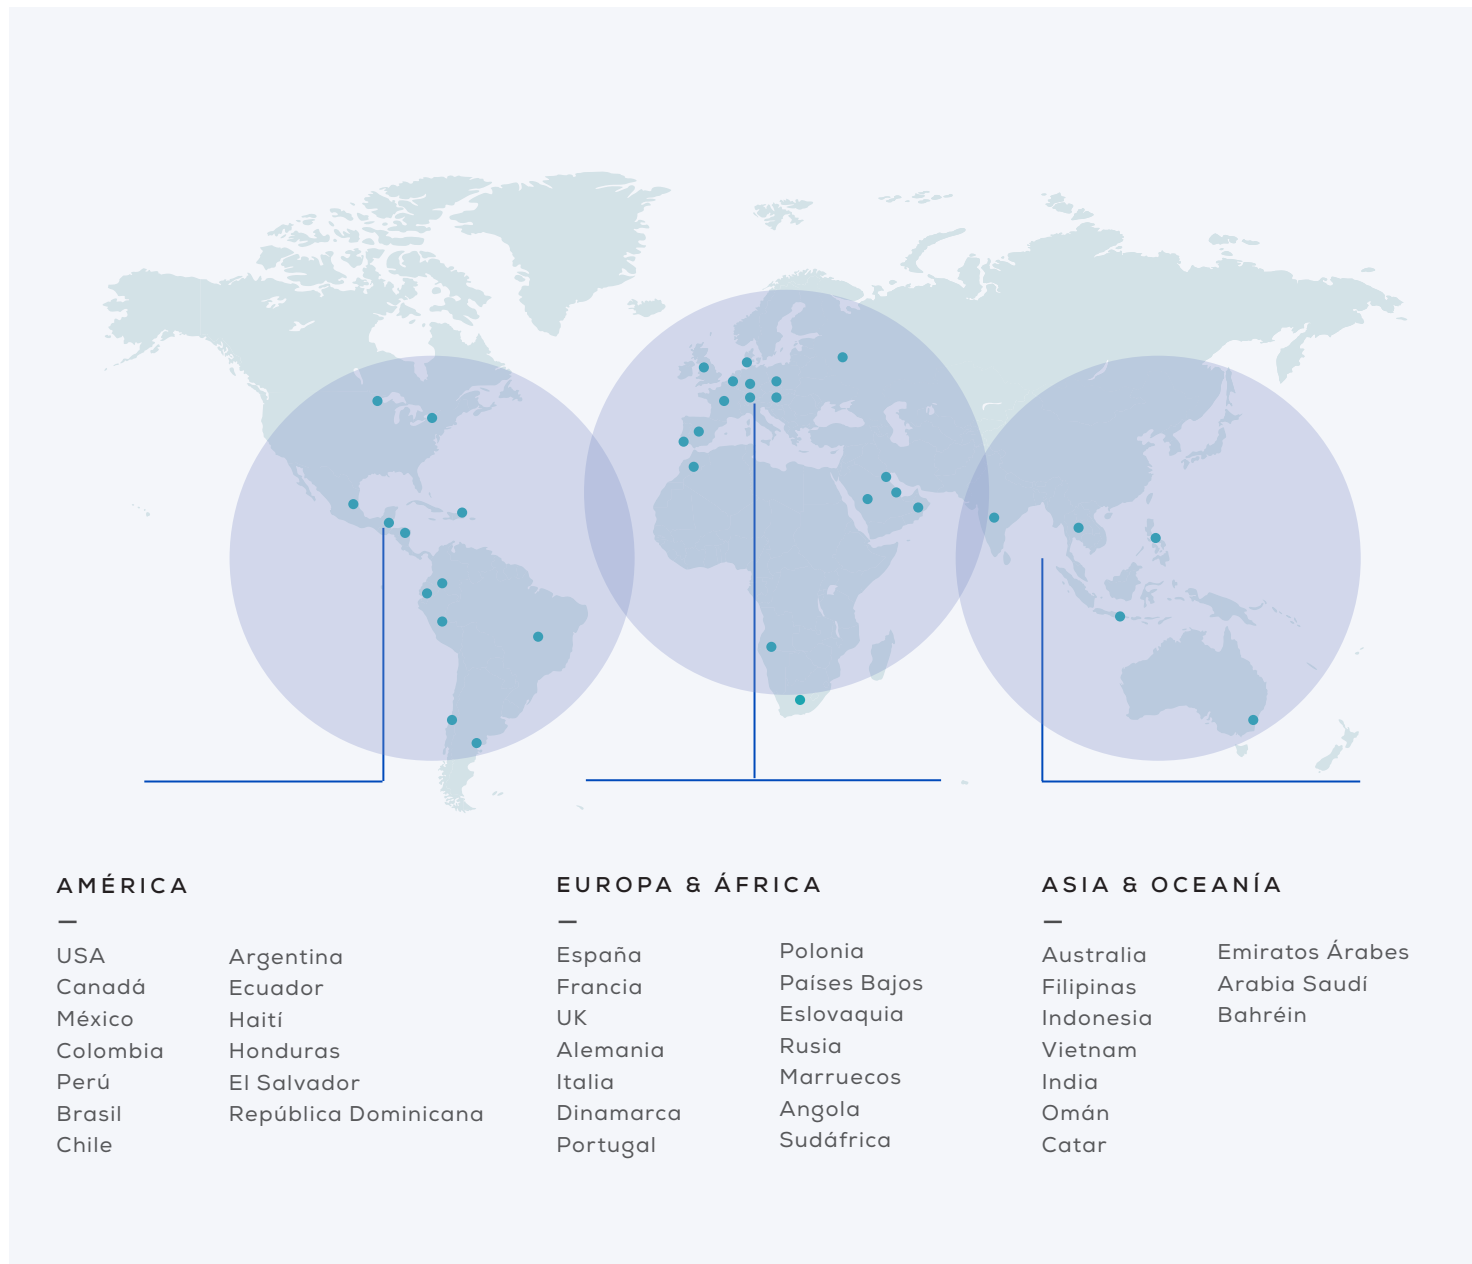 AMÉRICA
—
USA
Canadá
México
Colombia
Perú
Brasil
Chile
Argentina
Ecuador
Haití
Honduras
El Salvador
República Dominicana
EUROPA & ÁFRICA
—
España
Francia
UK
Alemania
Italia
Dinamarca
Portugal
Polonia
Países Bajos
Eslovaquia
Rusia
Marruecos
Angola
Sudáfrica
ASIA & OCEANÍA
—
Australia
Filipinas
Indonesia
Vietnam
India
Omán
Catar
Emiratos Árabes
Arabia Saudí
Bahréin